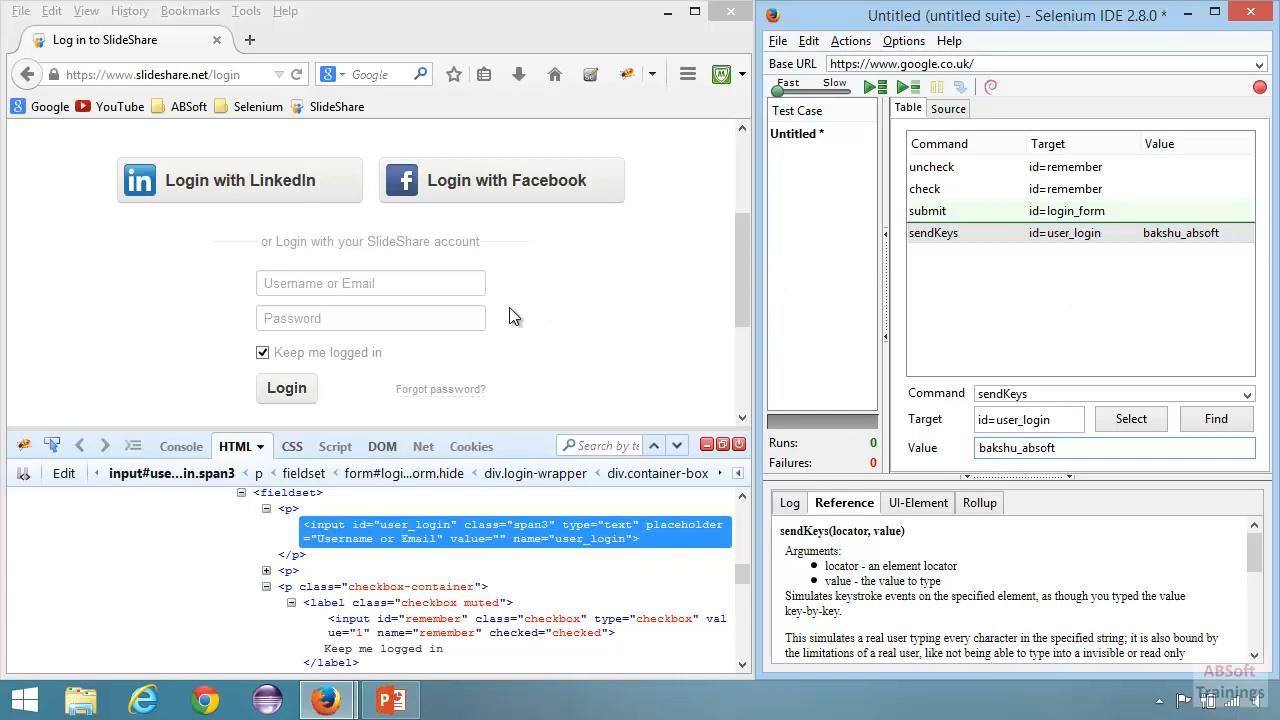 File Edit View History Bookmarks Tools Help
Log in to SlideShare
https://www.slideshare.net/login
Google
Google YouTube ABSoft Selenium SlideShare
Login with LinkedIn
Login with Facebook
or Login with your SlideShare account
Username or Email
Password
Keep me logged in
Login
Forgot password?
Console HTML CSS Script DOM Net Cookies
Search by te
Edit input#use...in.span3 p fieldset form#logi...orm.hide div.login-wrapper div.container-box
<fieldset>
<p>
<input id="user_login" class="span3" type="text" placeholder
="Username or Email" value="" name="user_login">
</p>
<p>
<p class="checkbox-container">
<label class="checkbox muted">
<input id="remember" class="checkbox" type="checkbox" val
ue="1" name="remember" checked="checked">
Keep me logged in
</label>
Untitled (untitled suite) - Selenium IDE 2.8.0 *
File Edit Actions Options Help
Base URL https://www.google.co.uk/
Fast Slow
Test Case
Untitled *
Runs: 0
Failures: 0
Table Source
Command Target Value
uncheck id=remember
check id=remember
submit id=login_form
sendKeys id=user_login bakshu_absoft
Command sendKeys
Target id=user_login Select Find
Value bakshu_absoft
Log Reference UI-Element Rollup
sendKeys(locator, value)
Arguments:
locator - an element locator
value - the value to type
Simulates keystroke events on the specified element, as though you typed the value
key-by-key.
This simulates a real user typing every character in the specified string; it is also bound by
the limitations of a real user, like not being able to type into a invisible or read only
ABSoft
Trainings